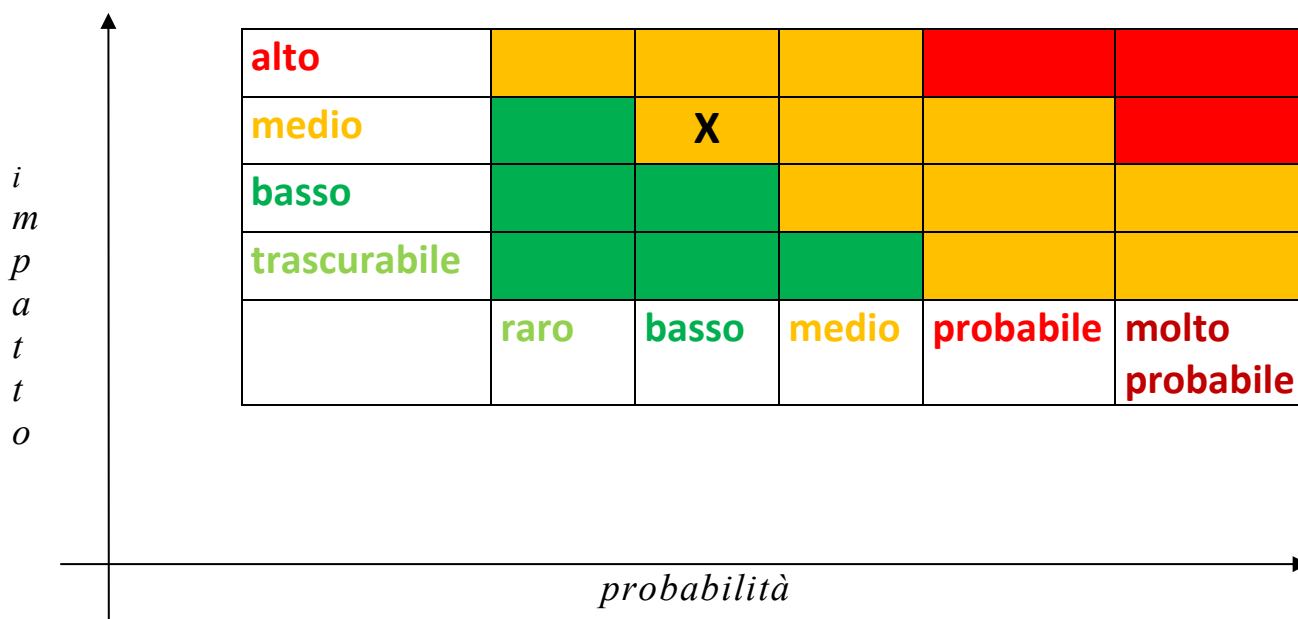 alto
medio
X
basso
trascurabile
raro
basso
medio
probabile
molto
probabile
impatto
probabilità